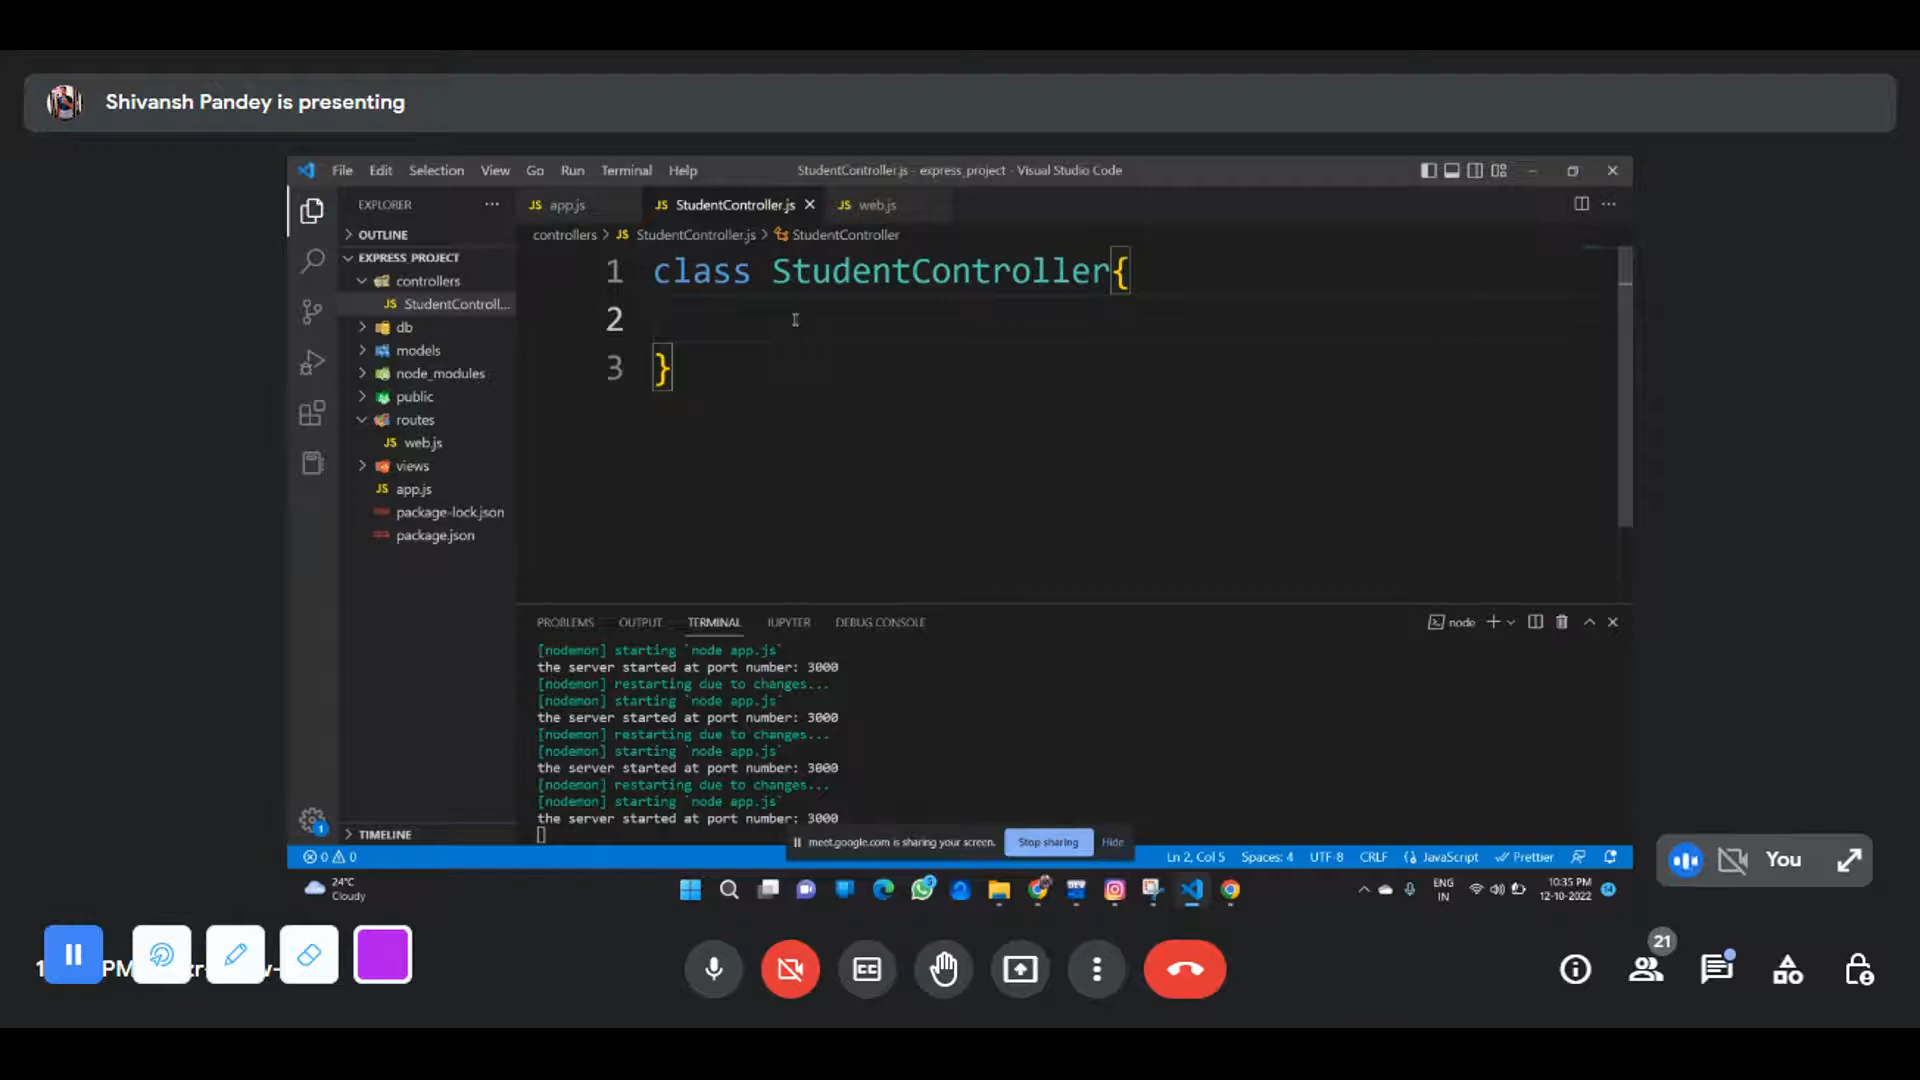 Shivansh Pandey is presenting
File Edit Selection View Go Run Terminal Help StudentController.js - express_project - Visual Studio Code
EXPLORER
app.js
StudentController.js
web.js
OUTLINE
controllers > StudentController.js > StudentController
EXPRESS_PROJECT
controllers
StudentControll...
db
models
node_modules
public
routes
web.js
views
app.js
package-lock.json
package.json
TIMELINE
1 class StudentController{
2
3 }
PROBLEMS OUTPUT TERMINAL JUPYTER DEBUG CONSOLE
node
[nodemon] starting `node app.js`
the server started at port number: 3000
[nodemon] restarting due to changes...
[nodemon] starting `node app.js`
the server started at port number: 3000
[nodemon] restarting due to changes...
[nodemon] starting `node app.js`
the server started at port number: 3000
[nodemon] restarting due to changes...
[nodemon] starting `node app.js`
the server started at port number: 3000
meet.google.com is sharing your screen. Stop sharing Hide
0 0 Ln 2, Col 5 Spaces: 4 UTF-8 CRLF JavaScript Prettier
You
24°C
Cloudy
ENG
IN
10:35 PM
12-10-2022
21